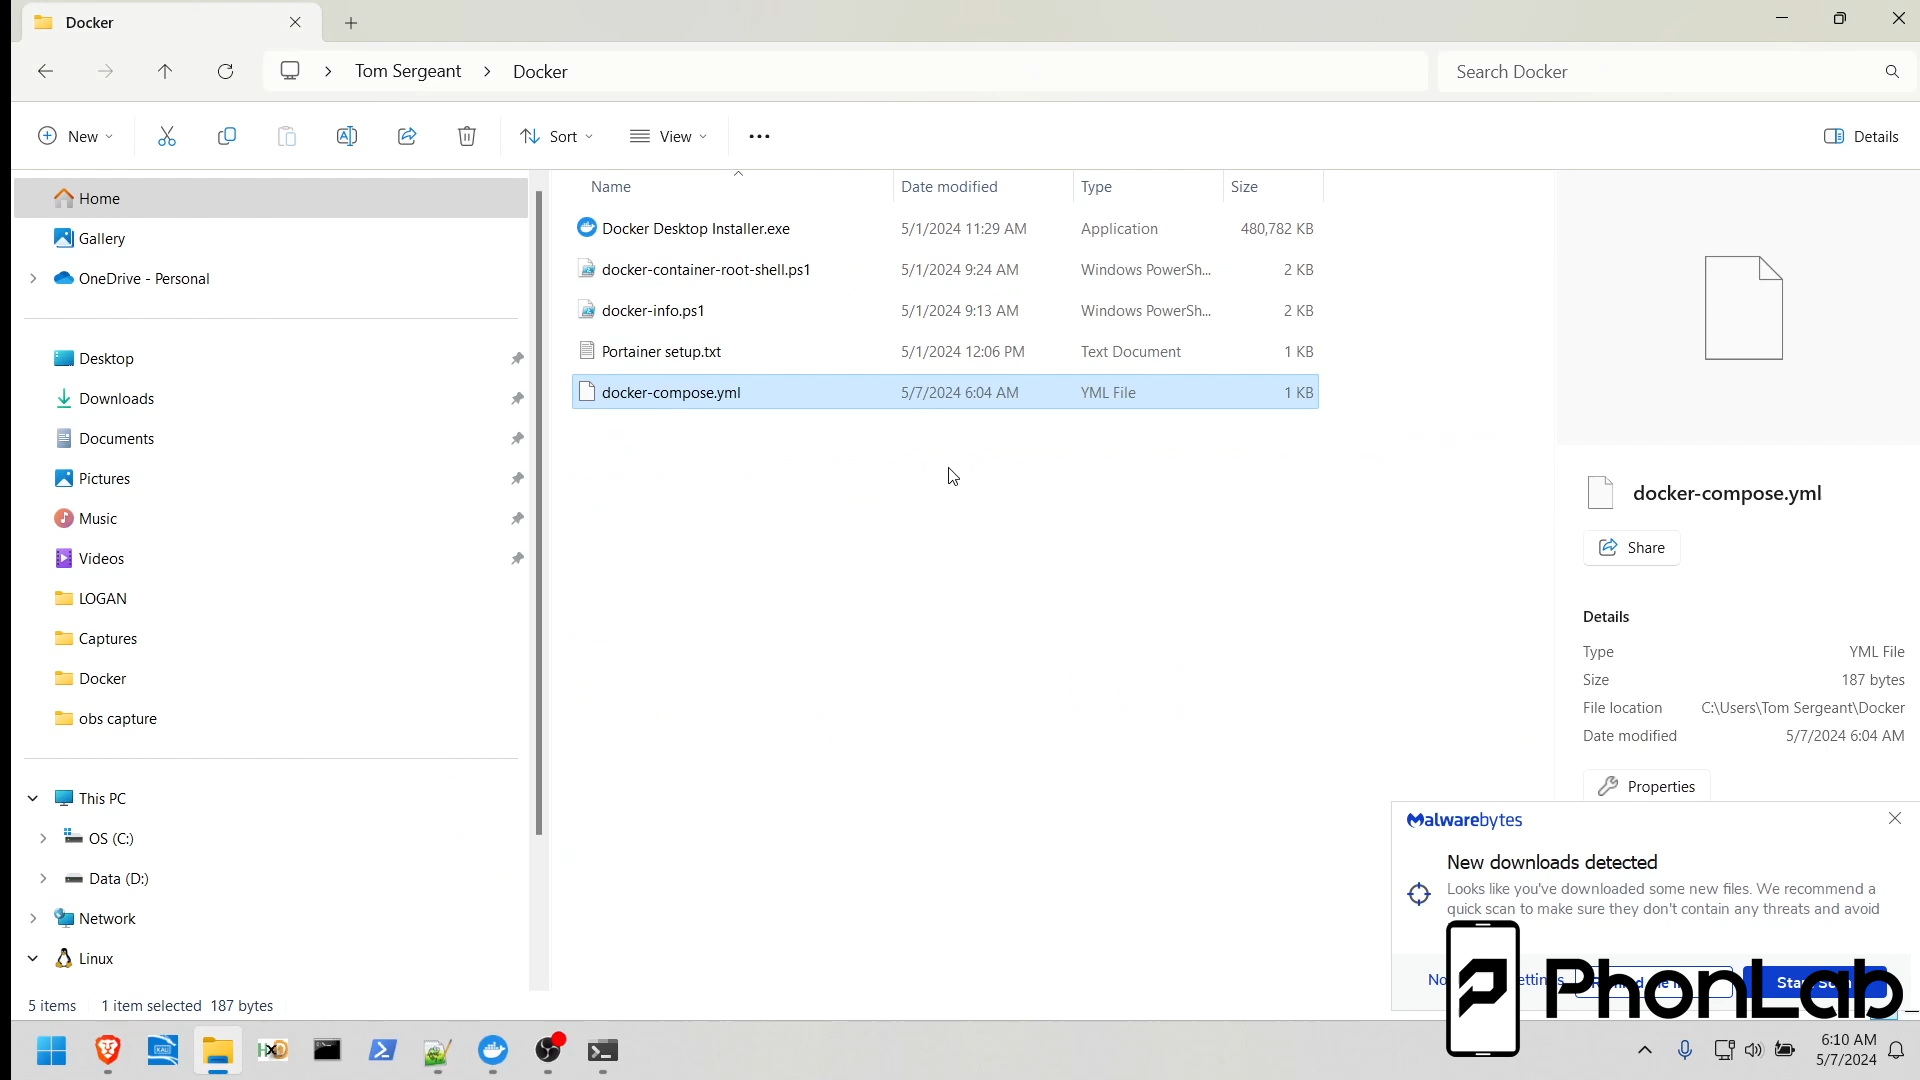 Docker
Tom Sergeant
Docker
Search Docker
New
Sort
View
Details
Home
Gallery
OneDrive - Personal
Desktop
Downloads
Documents
Pictures
Music
Videos
LOGAN
Captures
Docker
obs capture
This PC
OS (C:)
Data (D:)
Network
Linux
Name Date modified Type Size
Docker Desktop Installer.exe 5/1/2024 11:29 AM Application 480,782 KB
docker-container-root-shell.ps1 5/1/2024 9:24 AM Windows PowerSh... 2 KB
docker-info.ps1 5/1/2024 9:13 AM Windows PowerSh... 2 KB
Portainer setup.txt 5/1/2024 12:06 PM Text Document 1 KB
docker-compose.yml 5/7/2024 6:04 AM YML File 1 KB
docker-compose.yml
Share
Details
Type YML File
Size 187 bytes
File location C:\Users\Tom Sergeant\Docker
Date modified 5/7/2024 6:04 AM
Properties
Malwarebytes
New downloads detected
Looks like you've downloaded some new files. We recommend a
quick scan to make sure they don't contain any threats and avoid
PhonLab
5 items 1 item selected 187 bytes
6:10 AM
5/7/2024